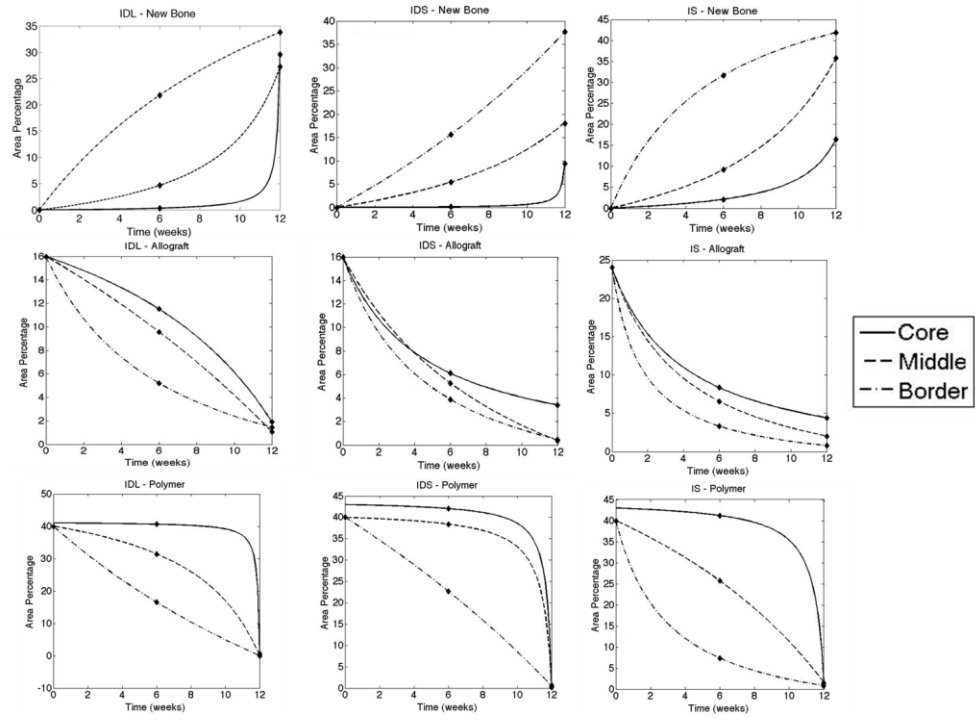 IDL - New Bone
35
30
25
20
15
10
5
0
Area Percentage
0 2 4 6 8 10 12
Time (weeks)
IDS - New Bone
40
35
30
25
20
15
10
5
0
Area Percentage
0 2 4 6 8 10 12
Time (weeks)
IS - New Bone
45
40
35
30
25
20
15
10
5
0
Area Percentage
0 2 4 6 8 10 12
Time (weeks)
IDL - Allograft
16
14
12
10
8
6
4
2
0
Area Percentage
0 2 4 6 8 10 12
Time (weeks)
IDS - Allograft
16
14
12
10
8
6
4
2
0
Area Percentage
0 2 4 6 8 10 12
Time (weeks)
IS - Allograft
25
20
15
10
5
0
Area Percentage
0 2 4 6 8 10 12
Time (weeks)
Core
Middle
Border
IDL - Polymer
50
40
30
20
10
0
-10
Area Percentage
0 2 4 6 8 10 12
Time (weeks)
IDS - Polymer
45
40
35
30
25
20
15
10
5
0
Area Percentage
0 2 4 6 8 10 12
Time (weeks)
IS - Polymer
45
40
35
30
25
20
15
10
5
0
Area Percentage
0 2 4 6 8 10 12
Time (weeks)